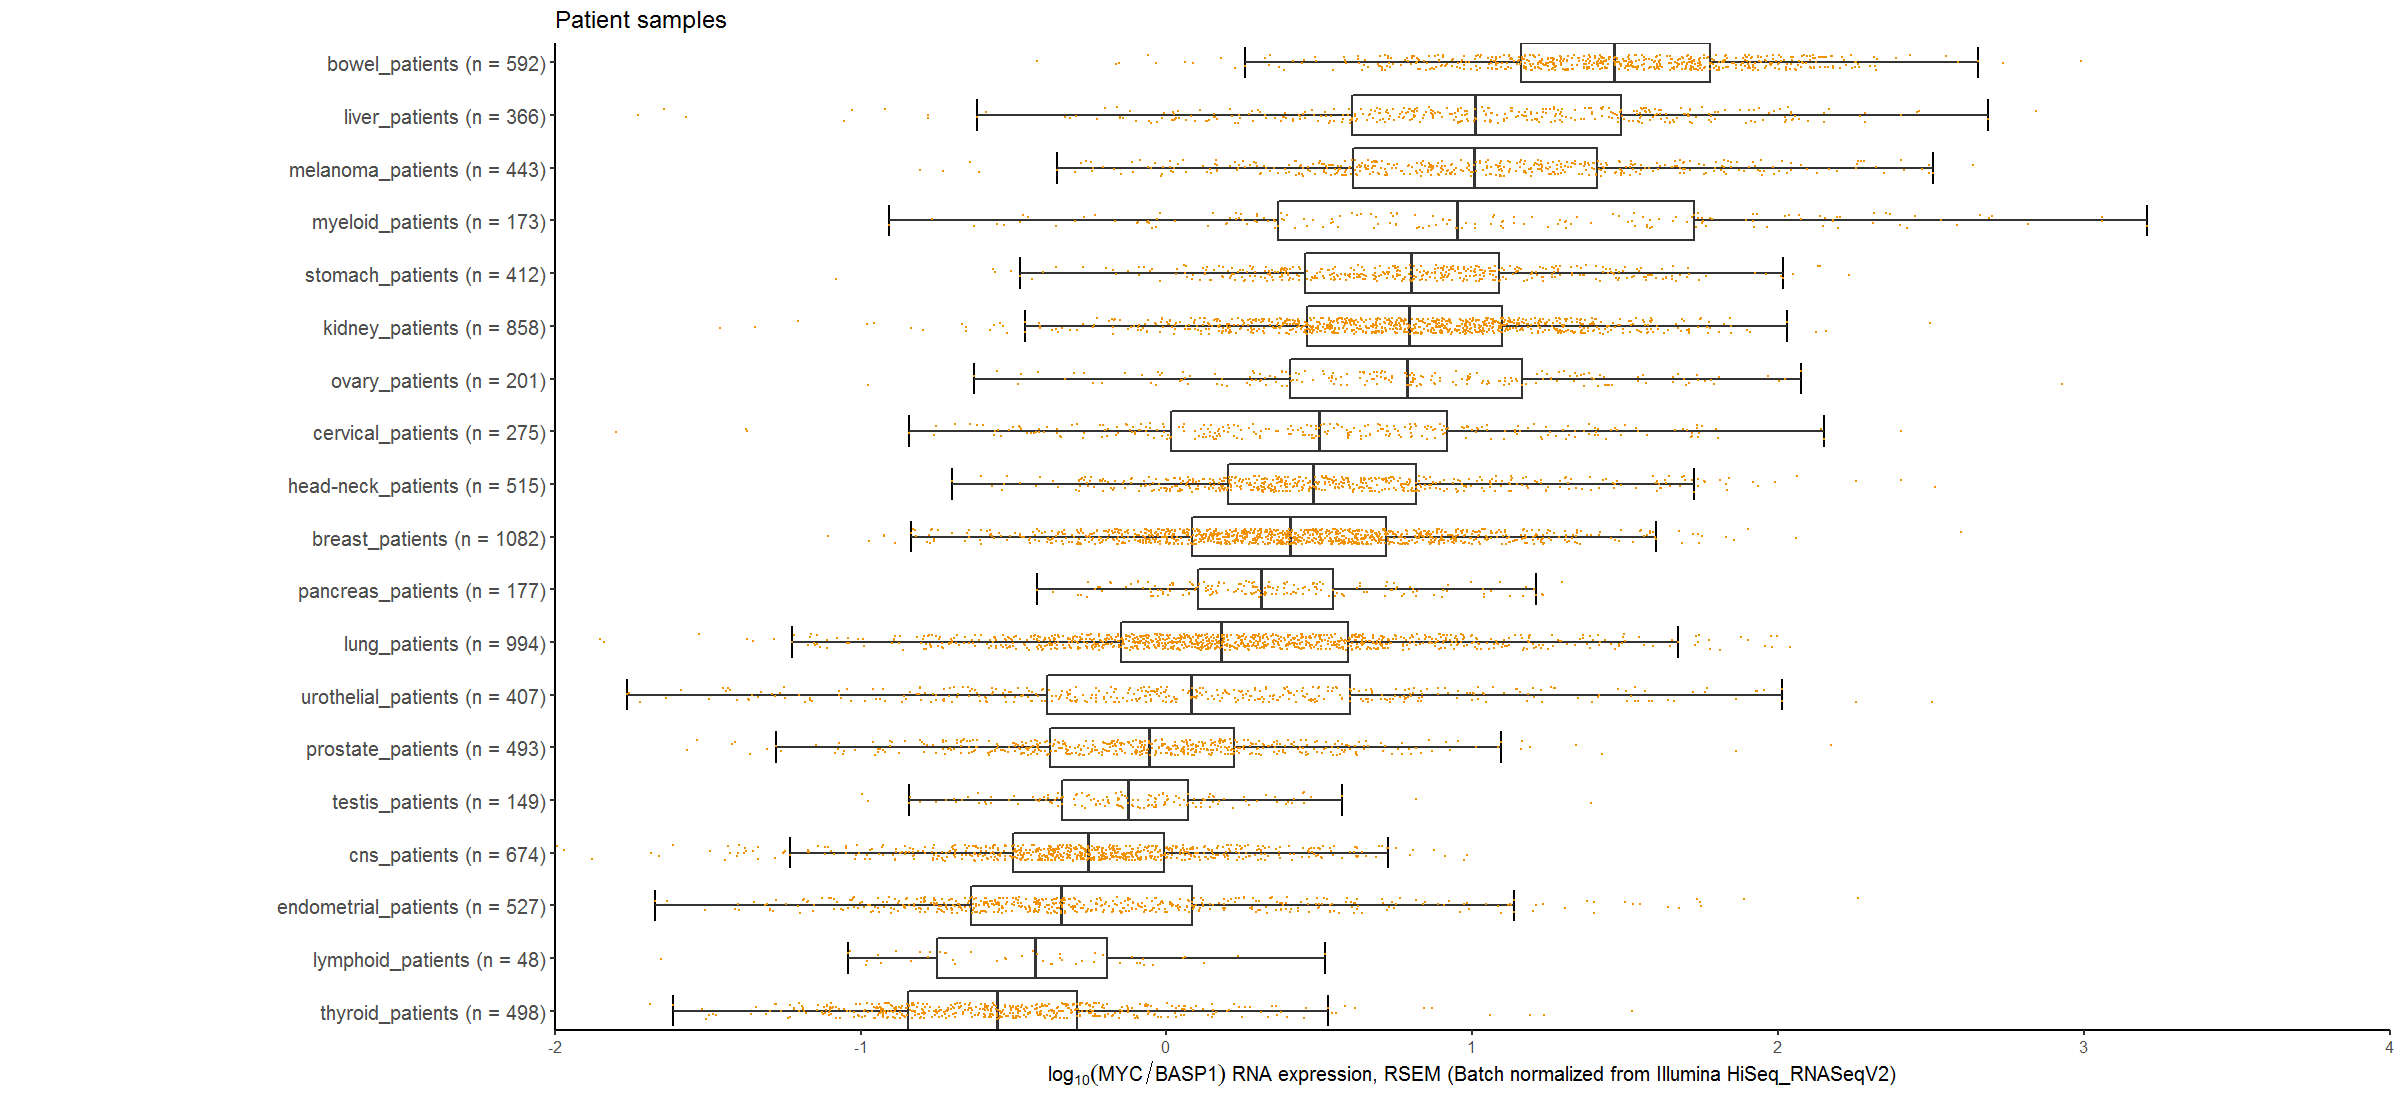 Patient samples
bowel_patients (n = 592)
liver_patients (n = 366)
melanoma_patients (n = 443)
myeloid_patients (n = 173)
stomach_patients (n = 412)
kidney_patients (n = 858)
ovary_patients (n = 201)
cervical_patients (n = 275)
head-neck_patients (n = 515)
breast_patients (n = 1082)
pancreas_patients (n = 177)
lung_patients (n = 994)
urothelial_patients (n = 407)
prostate_patients (n = 493)
testis_patients (n = 149)
cns_patients (n = 674)
endometrial_patients (n = 527)
lymphoid_patients (n = 48)
thyroid_patients (n = 498)
-2 -1 0 1 2 3 4
log₁₀(MYC/BASP1) RNA expression, RSEM (Batch normalized from Illumina HiSeq_RNASeqV2)